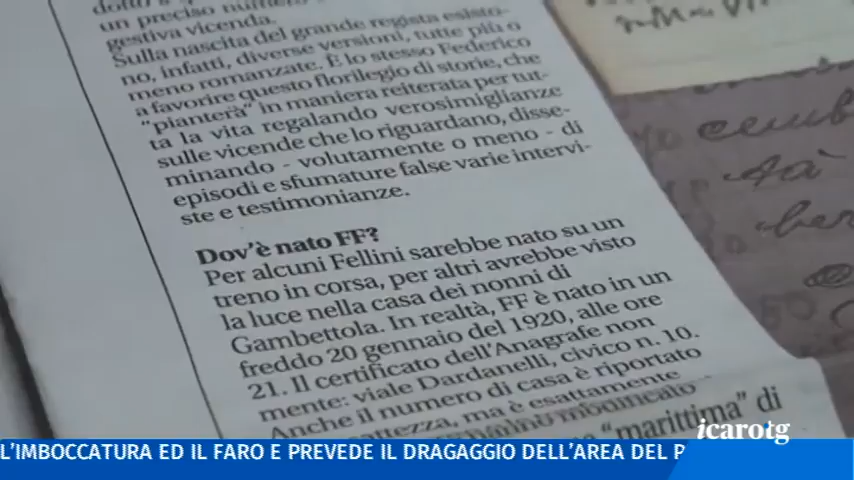 un preciso numero
gestiva vicenda.
Sulla nascita del grande regista esisto-
no, infatti, diverse versioni, tutte più o
meno romanzate. È lo stesso Federico
a favorire questo florilegio di storie, che
"pianterà" in maniera reiterata per tut-
ta la vita regalando verosimiglianze
sulle vicende che lo riguardano, disse-
minando - volutamente o meno - di
episodi e sfumature false varie intervi-
ste e testimonianze.
Dov'è nato FF?
Per alcuni Fellini sarebbe nato su un
treno in corsa, per altri avrebbe visto
la luce nella casa dei nonni di
Gambettola. In realtà, FF è nato in un
freddo 20 gennaio del 1920, alle ore
21. Il certificato dell'Anagrafe non
mente: viale Dardanelli, civico n. 10.
Anche il numero di casa è riportato
ma è esattamente
"marittima" di
icarotg
L'IMBOCCATURA ED IL FARO E PREVEDE IL DRAGAGGIO DELL'AREA DEL